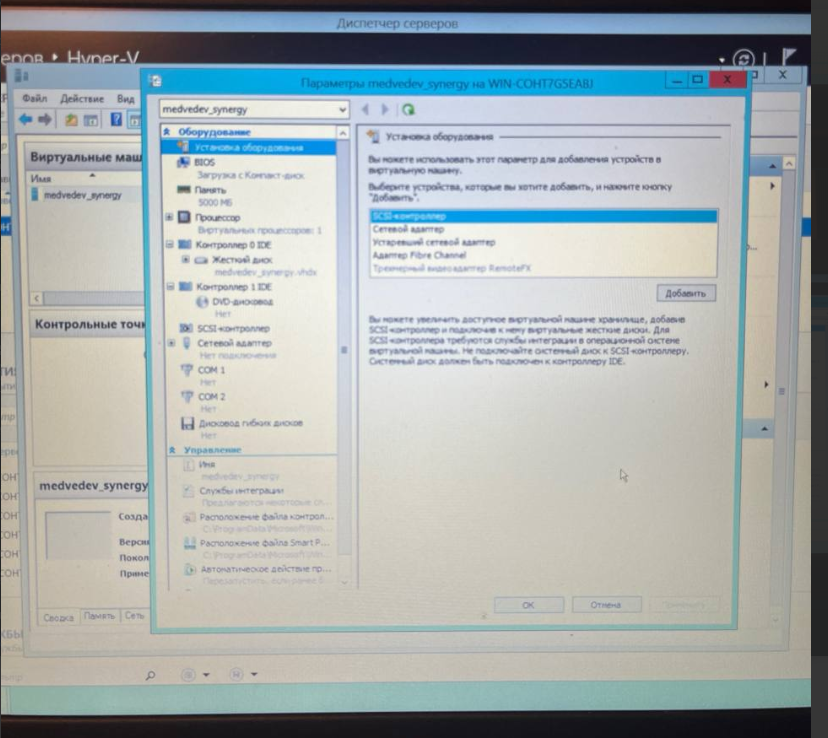 Диспетчер серверов
еров • Hyper-V
Параметры medvedev_synergy на WIN-COHT7G5EABJ
Файл Действие Вид
medvedev_synergy
Виртуальные маш
Имя
medvedev_synergy
Контрольные точк
medvedev_synergy
Созда
Верси
Покол
Приме
Сводка Память Сеть
Оборудование
Установка оборудования
BIOS
Загрузка с Компакт-диск
Память
5000 МБ
Процессор
Виртуальных процессоров: 1
Контроллер 0 IDE
Жесткий диск
medvedev_synergy.vhdx
Контроллер 1 IDE
DVD-дисковод
Нет
SCSI-контроллер
Сетевой адаптер
Нет подключения
COM 1
Нет
COM 2
Нет
Дисковод гибких дисков
Нет
Управление
Имя
medvedev_synergy
Службы интеграции
Предлагаются некоторые сл...
Расположение файла контрол...
C:\ProgramData\Microsoft\Win...
Расположение файла Smart P...
C:\ProgramData\Microsoft\Win...
Автоматическое действие пр...
Перезапустить, если ранее б...
Установка оборудования
Вы можете использовать этот параметр для добавления устройств в
виртуальную машину.
Выберите устройства, которые вы хотите добавить, и нажмите кнопку
"Добавить".
SCSI-контроллер
Сетевой адаптер
Устаревший сетевой адаптер
Адаптер Fibre Channel
Трехмерный видеоадаптер RemoteFX
Добавить
Вы можете увеличить доступное виртуальной машине хранилище, добавив
SCSI-контроллер и подключив к нему виртуальные жесткие диски. Для
SCSI-контроллера требуются службы интеграции в операционной системе
виртуальной машины. Не подключайте системный диск к SCSI-контроллеру.
Системный диск должен быть подключен к контроллеру IDE.
ОК Отмена Применить